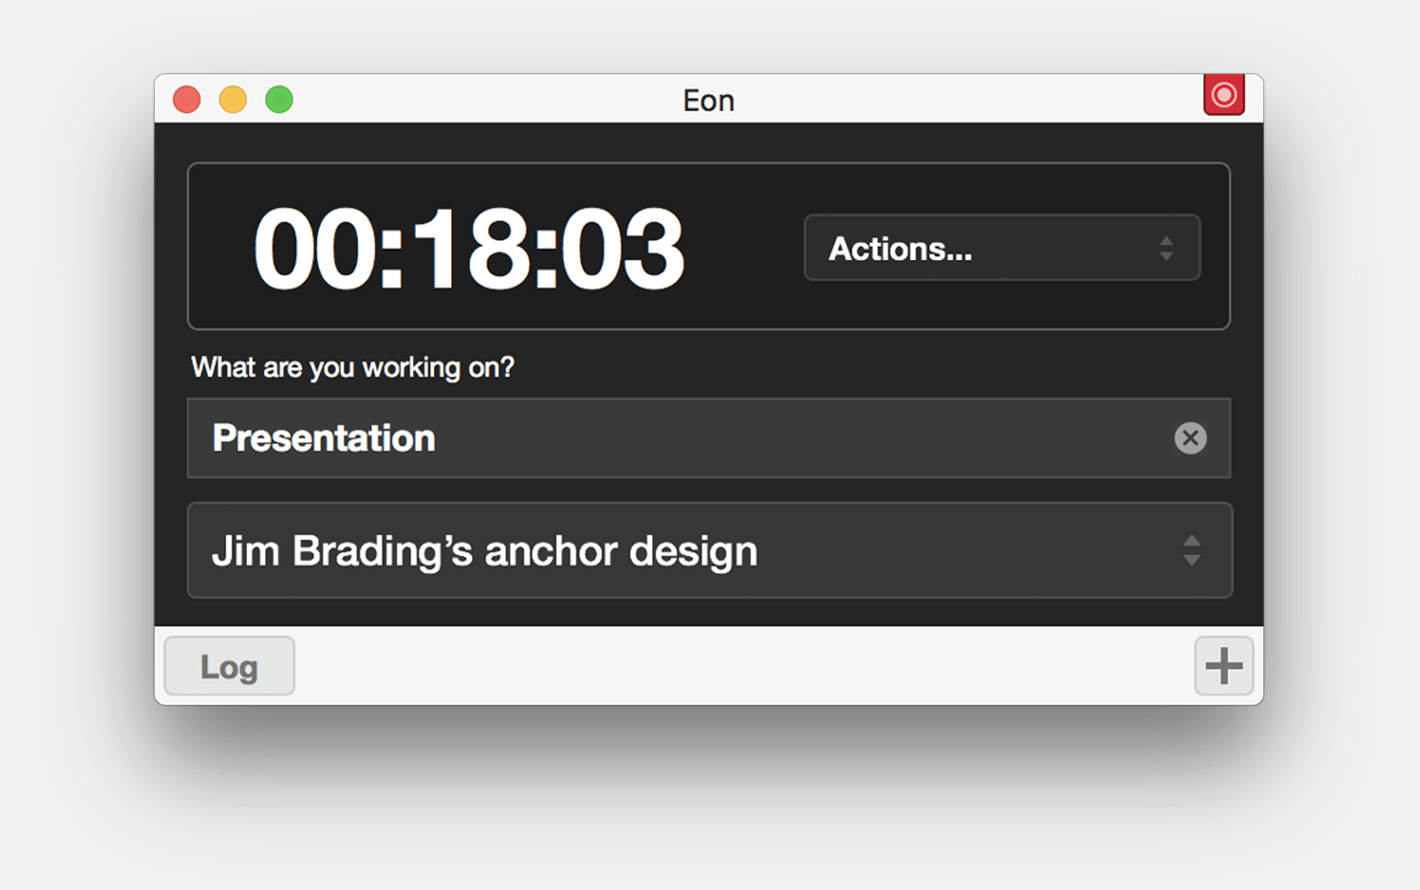 Eon
00:18:03
Actions...
What are you working on?
Presentation
Jim Brading’s anchor design
Log